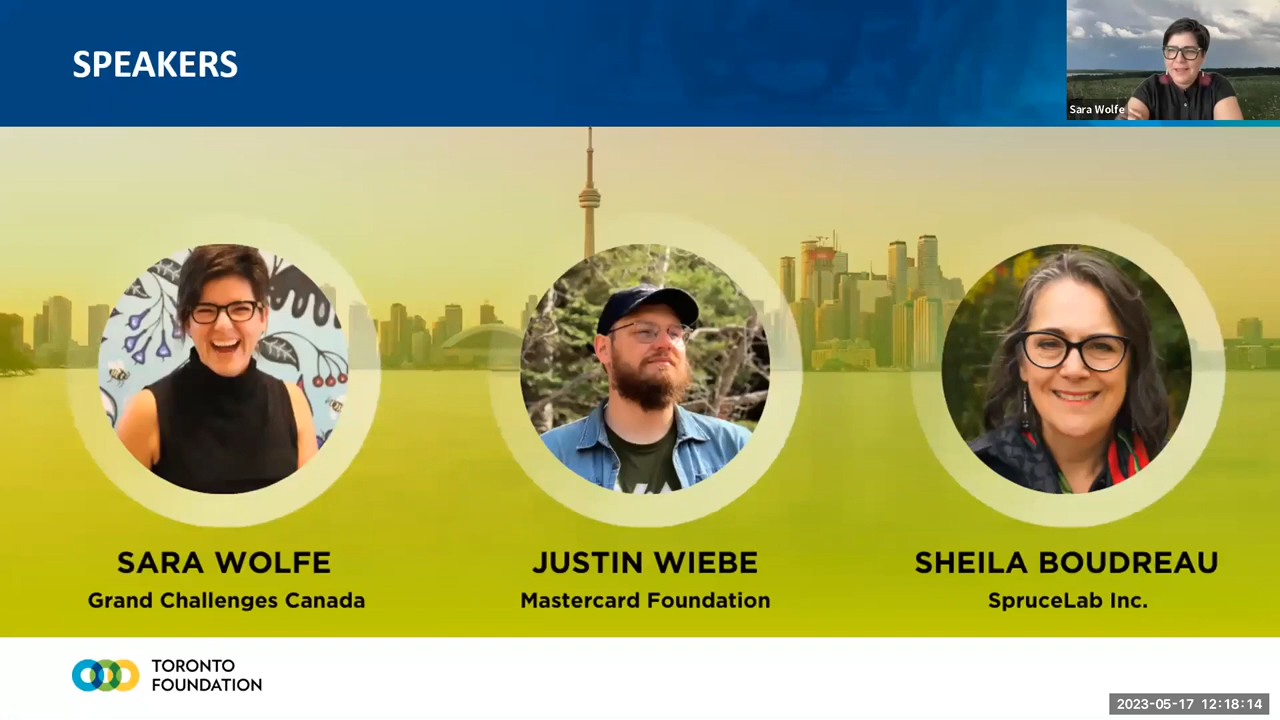 SPEAKERS
Sara Wolfe
SARA WOLFE
Grand Challenges Canada
JUSTIN WIEBE
Mastercard Foundation
SHEILA BOUDREAU
SpruceLab Inc.
TORONTO
FOUNDATION
2023-05-17 12:18:14